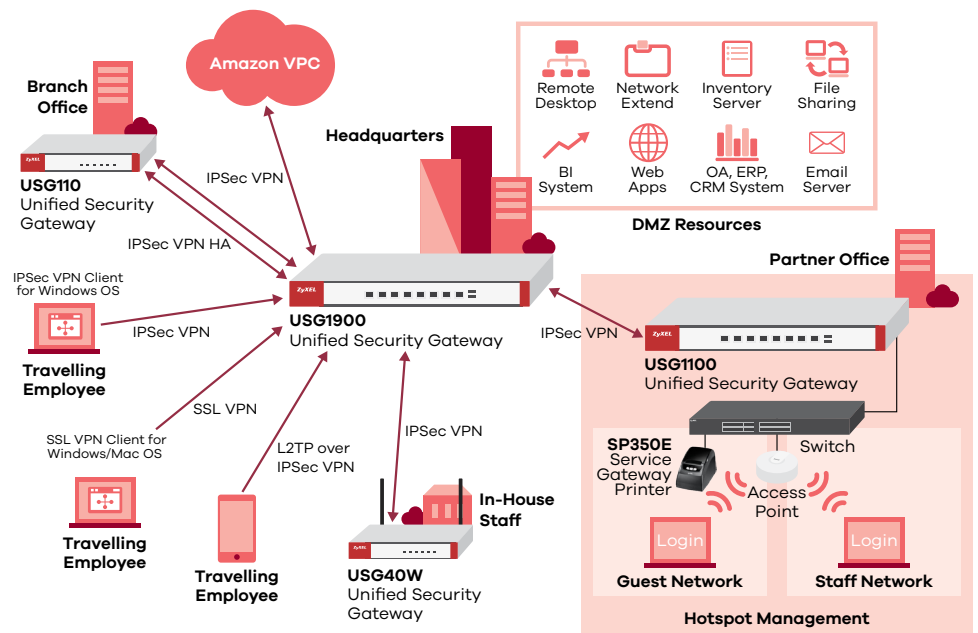 Amazon VPC
Branch
Office
ZyXEL
USG110
Unified Security
Gateway
IPSec VPN
IPSec VPN HA
Headquarters
ZyXEL
USG1900
Unified Security Gateway
Remote
Desktop
Network
Extend
Inventory
Server
File
Sharing
BI
System
Web
Apps
OA, ERP,
CRM System
Email
Server
DMZ Resources
IPSec VPN Client
for Windows OS
IPSec VPN
Travelling
Employee
SSL VPN
SSL VPN Client for
Windows/Mac OS
Travelling
Employee
L2TP over
IPSec VPN
Travelling
Employee
IPSec VPN
In-House
Staff
ZyXEL
USG40W
Unified Security
Gateway
IPSec VPN
Partner Office
ZyXEL
USG1100
Unified Security Gateway
Switch
SP350E
Service
Gateway
Printer
Access
Point
Login
Guest Network
Login
Staff Network
Hotspot Management